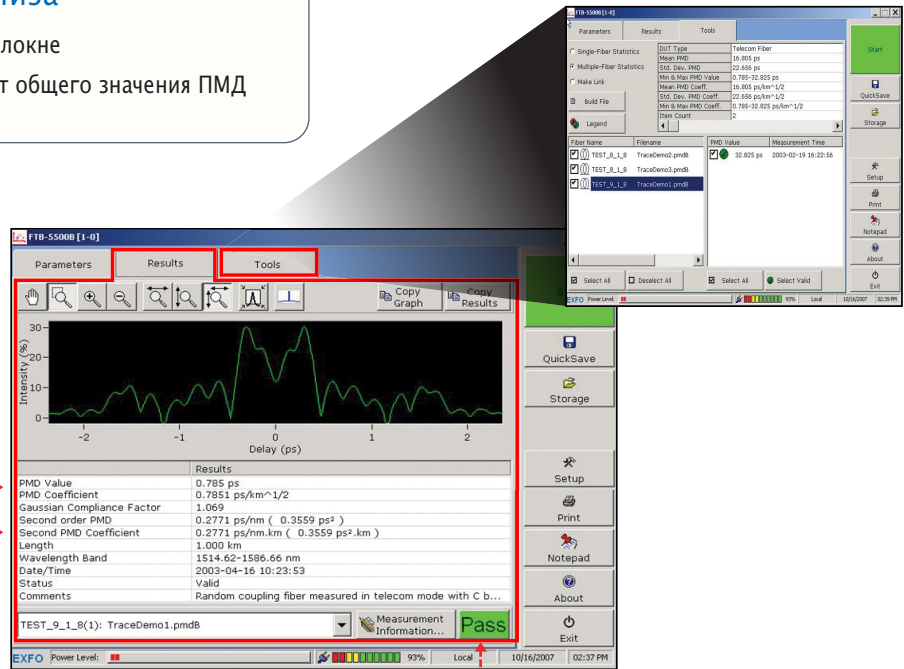 локне
т общего значения ПМД
FTB-5500B [1-0]
Parameters Results Tools
Single-Fiber Statistics
Multiple-Fiber Statistics
Make Link
Build File
Legend
DUT Type Telecom Fiber
Mean PMD 16.805 ps
Std. Dev. PMD 22.656 ps
Min & Max PMD Value 0.785-32.825 ps
Mean PMD Coeff. 16.805 ps/km^1/2
Std. Dev. PMD Coeff. 22.656 ps/km^1/2
Min & Max PMD Coeff. 0.785-32.825 ps/km^1/2
Item Count 2
Fiber Name Filename
TEST_8_1_8 TraceDemo2.pmdB
TEST_8_1_8 TraceDemo3.pmdB
TEST_9_1_8 TraceDemo1.pmdB
PMD Value Measurement Time
32.825 ps 2003-02-19 16:22:56
Select All Deselect All Select All Select Valid
Start
QuickSave
Storage
Setup
Print
Notepad
About
Exit
EXFO Power Level: 93% Local 10/16/2007 02:39 PM
FTB-5500B [1-0]
Parameters Results Tools
Copy Graph
Copy Results
Intensity (%)
30
20
10
0
-2 -1 0 1 2
Delay (ps)
Results
PMD Value 0.785 ps
PMD Coefficient 0.7851 ps/km^1/2
Gaussian Compliance Factor 1.069
Second order PMD 0.2771 ps/nm ( 0.3559 ps² )
Second PMD Coefficient 0.2771 ps/nm.km ( 0.3559 ps².km )
Length 1.000 km
Wavelength Band 1514.62-1586.66 nm
Date/Time 2003-04-16 10:23:53
Status Valid
Comments Random coupling fiber measured in telecom mode with C b...
TEST_9_1_8(1): TraceDemo1.pmdB
Measurement Information...
Pass
QuickSave
Storage
Setup
Print
Notepad
About
Exit
EXFO Power Level: 93% Local 10/16/2007 02:37 PM